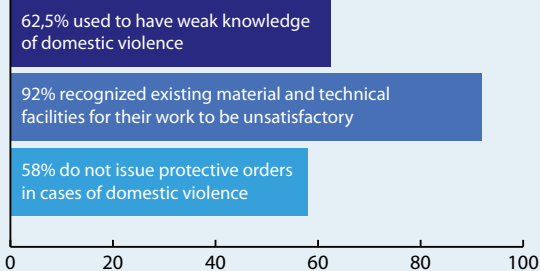 62,5% used to have weak knowledge
of domestic violence
92% recognized existing material and technical
facilities for their work to be unsatisfactory
58% do not issue protective orders
in cases of domestic violence
0 20 40 60 80 100